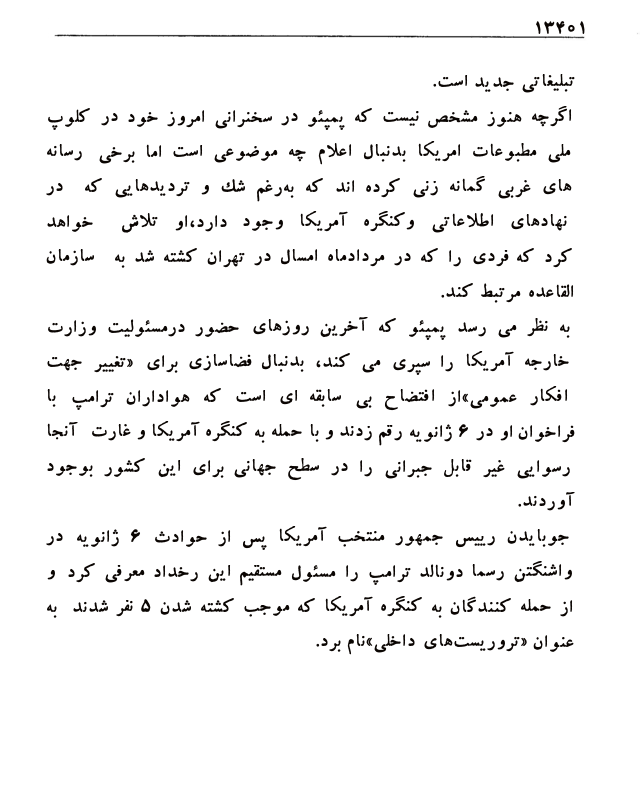 ۱۳۴۰۱
تبلیغاتی جدید است.
اگرچه هنوز مشخص نیست که پمپئو در سخنرانی امروز خود در کلوپ
ملی مطبوعات امریکا بدنبال اعلام چه موضوعی است اما برخی رسانه
های غربی گمانه زنی کرده اند که به‌رغم شك و تردیدهایی که در
نهادهای اطلاعاتی وکنگره آمریکا وجود دارد،او تلاش خواهد
کرد که فردی را که در مردادماه امسال در تهران کشته شد به سازمان
القاعده مرتبط کند.
به نظر می رسد پمپئو که آخرین روزهای حضور درمسئولیت وزارت
خارجه آمریکا را سپری می کند، بدنبال فضاسازی برای «تغییر جهت
افکار عمومی»از افتضاح بی سابقه ای است که هواداران ترامپ با
فراخوان او در ۶ ژانویه رقم زدند و با حمله به کنگره آمریکا و غارت آنجا
رسوایی غیر قابل جبرانی را در سطح جهانی برای این کشور بوجود
آوردند.
جوبایدن رییس جمهور منتخب آمریکا پس از حوادث ۶ ژانویه در
واشنگتن رسما دونالد ترامپ را مسئول مستقیم این رخداد معرفی کرد و
از حمله کنندگان به کنگره آمریکا که موجب کشته شدن ۵ نفر شدند به
عنوان «تروریست‌های داخلی»نام برد.